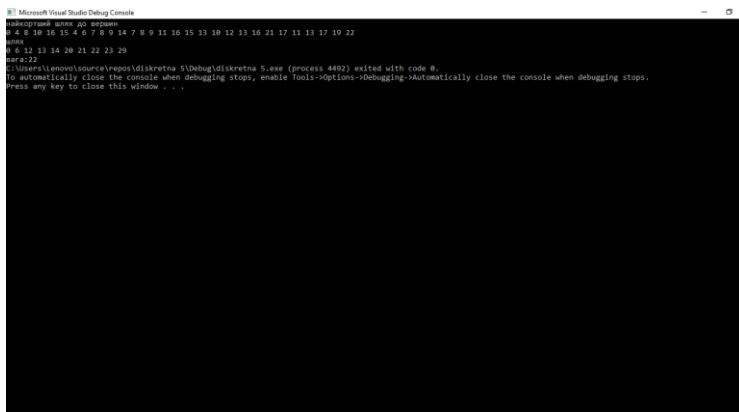 Microsoft Visual Studio Debug Console
найкортший шлях до вершин
0 4 8 10 16 15 4 6 7 8 9 14 7 8 9 11 16 15 13 10 12 13 16 21 17 11 13 17 19 22
шлях
0 6 12 13 14 20 21 22 23 29
вага:22
C:\Users\Lenovo\source\repos\diskretna 5\Debug\diskretna 5.exe (process 4492) exited with code 0.
To automatically close the console when debugging stops, enable Tools->Options->Debugging->Automatically close the console when debugging stops.
Press any key to close this window . . .